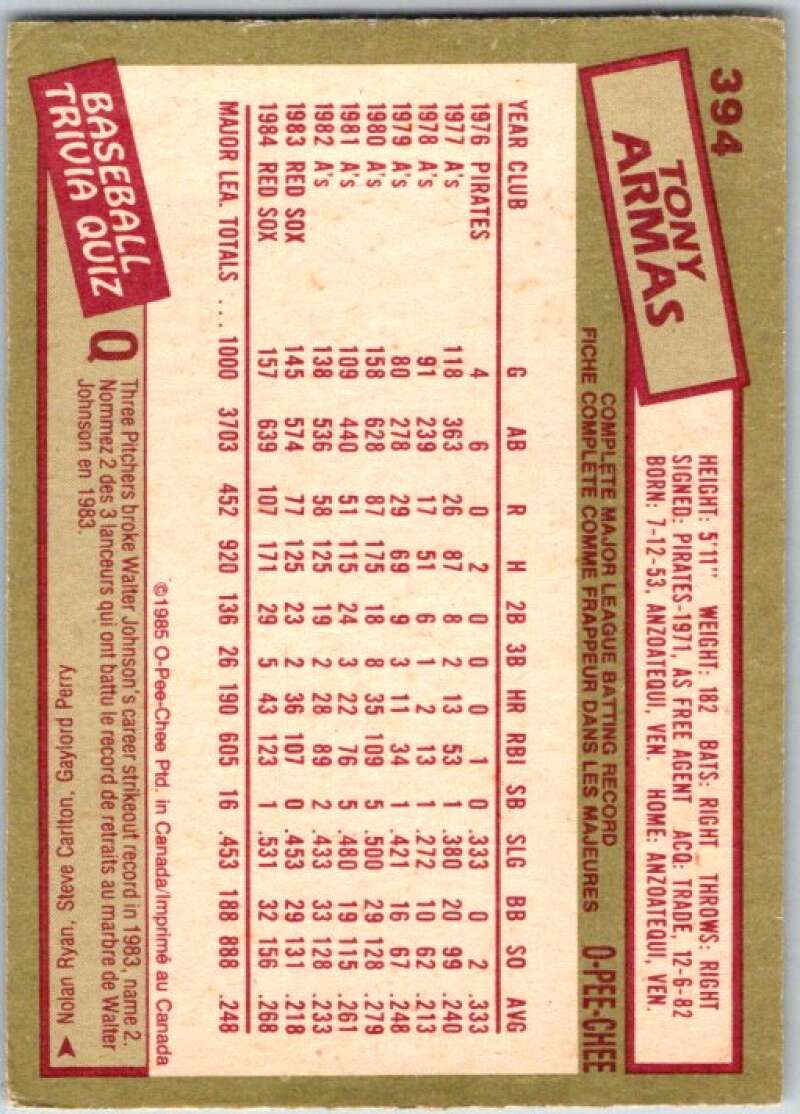 394
TONY
ARMAS
HEIGHT: 5'11" WEIGHT: 182 BATS: RIGHT THROWS: RIGHT
SIGNED: PIRATES-1971, AS FREE AGENT ACQ: TRADE, 12-6-82
BORN: 7-12-53, ANZOATEQUI, VEN. HOME: ANZOATEQUI, VEN.
COMPLETE MAJOR LEAGUE BATTING RECORD
FICHE COMPLÈTE COMME FRAPPEUR DANS LES MAJEURES O-PEE-CHEE
YEAR CLUB G AB R H 2B 3B HR RBI SB SLG BB SO AVG
1976 PIRATES 4 6 0 2 0 0 0 1 0 .333 0 2 .333
1977 A's 118 363 26 87 8 2 13 53 1 .380 20 99 .240
1978 A's 91 239 17 51 6 1 2 13 1 .272 10 62 .213
1979 A's 80 278 29 69 9 3 11 34 1 .421 16 67 .248
1980 A's 158 628 87 175 18 8 35 109 5 .500 29 128 .279
1981 A's 109 440 51 115 24 3 22 76 5 .480 19 115 .261
1982 A's 138 536 58 125 19 2 28 89 2 .433 33 128 .233
1983 RED SOX 145 574 77 125 23 2 36 107 0 .453 29 131 .218
1984 RED SOX 157 639 107 171 29 5 43 123 1 .531 32 156 .268
MAJOR LEA. TOTALS ... 1000 3703 452 920 136 26 190 605 16 .453 188 888 .248
©1985 O-Pee-Chee Ptd. in Canada/Imprimé au Canada
BASEBALL
TRIVIA QUIZ
Q Three Pitchers broke Walter Johnson's career strikeout record in 1983, name 2.
Nommez 2 des 3 lanceurs qui ont battu le record de retraits au marbre de Walter
Johnson en 1983.
Nolan Ryan, Steve Carlton, Gaylord Perry